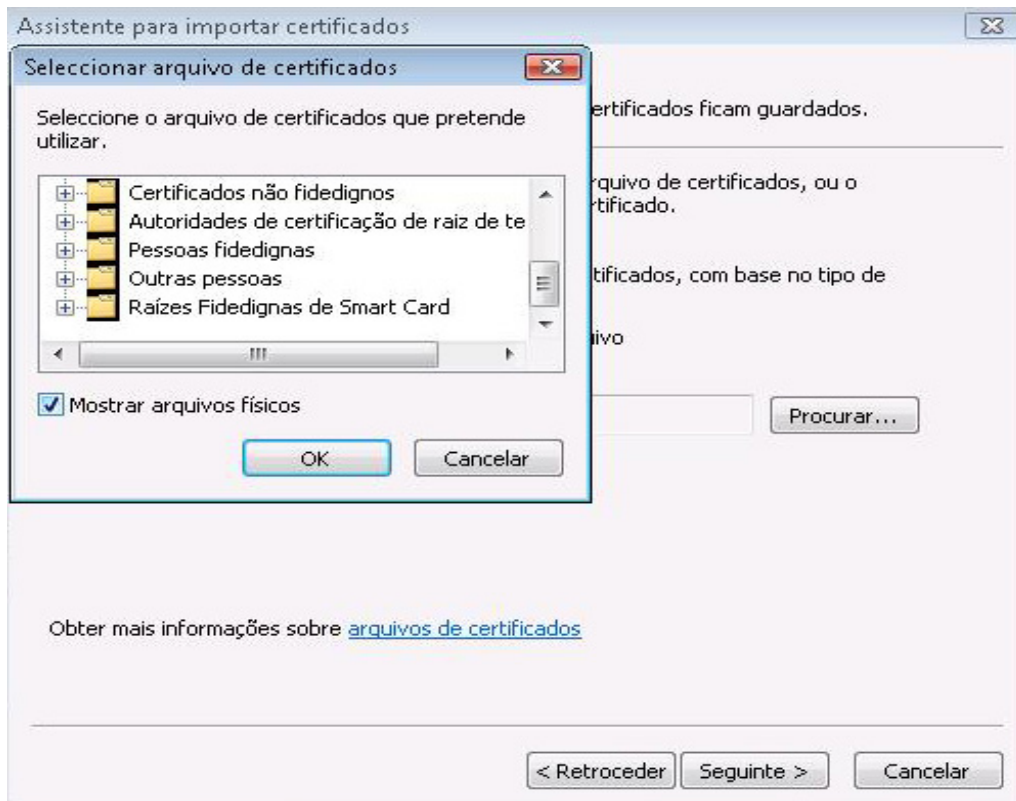 Assistente para importar certificados
Seleccionar arquivo de certificados
Seleccione o arquivo de certificados que pretende
utilizar.
Certificados não fidedignos
Autoridades de certificação de raiz de te
Pessoas fidedignas
Outras pessoas
Raízes Fidedignas de Smart Card
Mostrar arquivos físicos
OK
Cancelar
ertificados ficam guardados.
rquivo de certificados, ou o
rtificado.
tificados, com base no tipo de
ivo
Procurar...
Obter mais informações sobre arquivos de certificados
< Retroceder
Seguinte >
Cancelar